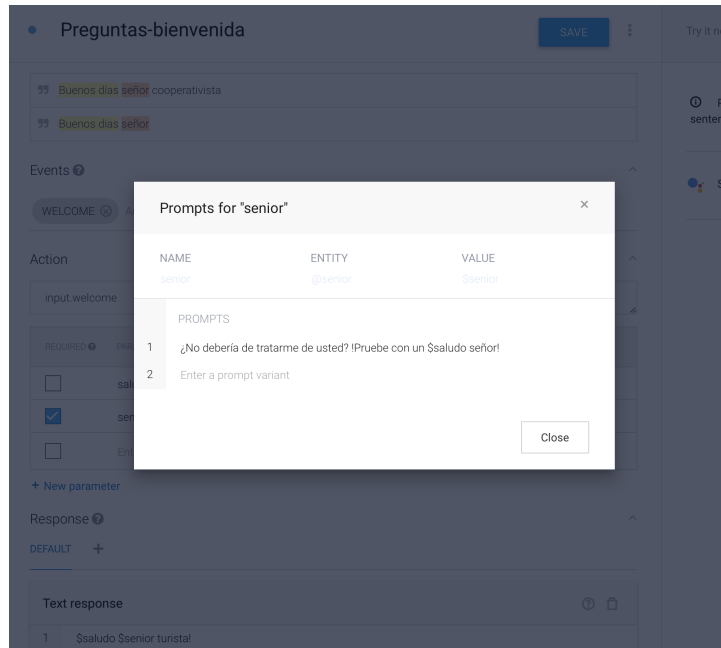 Preguntas-bienvenida
SAVE
Try it
Buenos días señor cooperativista
Buenos dias señor
Events
WELCOME
Prompts for "senior"
×
NAME ENTITY VALUE
senior @senior $senior
Action
input.welcome
PROMPTS
REQUIRED
1 ¿No debería de tratarme de usted? !Pruebe con un $saludo señor!
2 Enter a prompt variant
Close
+ New parameter
Response
DEFAULT +
Text response
1 $saludo $senior turista!